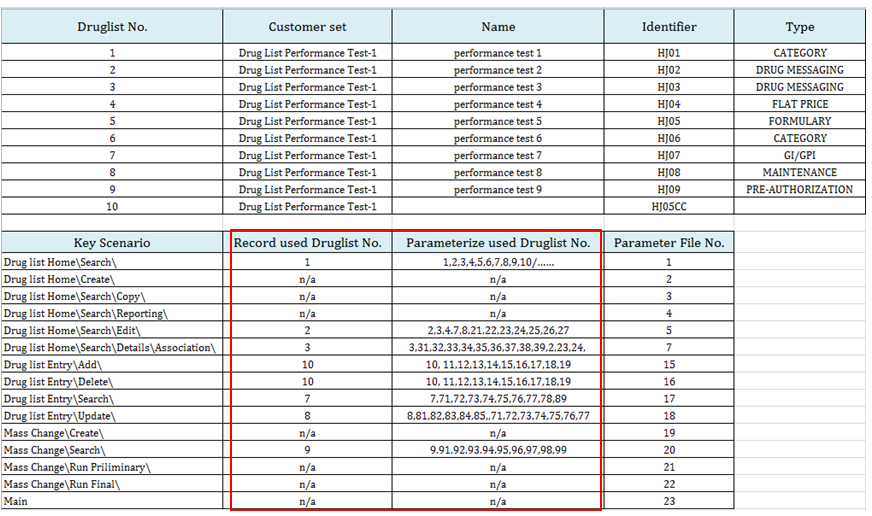 Druglist No. Customer set Name Identifier Type
1 Drug List Performance Test-1 performance test 1 HJ01 CATEGORY
2 Drug List Performance Test-1 performance test 2 HJ02 DRUG MESSAGING
3 Drug List Performance Test-1 performance test 3 HJ03 DRUG MESSAGING
4 Drug List Performance Test-1 performance test 4 HJ04 FLAT PRICE
5 Drug List Performance Test-1 performance test 5 HJ05 FORMULARY
6 Drug List Performance Test-1 performance test 6 HJ06 CATEGORY
7 Drug List Performance Test-1 performance test 7 HJ07 GI/GPI
8 Drug List Performance Test-1 performance test 8 HJ08 MAINTENANCE
9 Drug List Performance Test-1 performance test 9 HJ09 PRE-AUTHORIZATION
10 Drug List Performance Test-1 HJ05CC
Key Scenario Record used Druglist No. Parameterize used Druglist No. Parameter File No.
Drug list Home\Search\ 1 1,2,3,4,5,6,7,8,9,10/...... 1
Drug list Home\Create\ n/a n/a 2
Drug list Home\Search\Copy\ n/a n/a 3
Drug list Home\Search\Reporting\ n/a n/a 4
Drug list Home\Search\Edit\ 2 2,3.4.7.8.21,22,23,24,25,26,27 5
Drug list Home\Search\Details\Association\ 3 3,31,32,33,34,35,36,37,38,39,2,23,24, 7
Drug list Entry\Add\ 10 10, 11,12,13,14,15,16,17,18,19 15
Drug list Entry\Delete\ 10 10, 11,12,13,14,15,16,17,18,19 16
Drug list Entry\Search\ 7 7,71,72,73,74,75,76,77,78,89 17
Drug list Entry\Update\ 8 8,81,82,83,84,85,,71,72,73,74,75,76,77 18
Mass Change\Create\ n/a n/a 19
Mass Change\Search\ 9 9.91.92.93.94.95,96,97,98,99 20
Mass Change\Run Priliminary\ n/a n/a 21
Mass Change\Run Final\ n/a n/a 22
Main n/a n/a 23